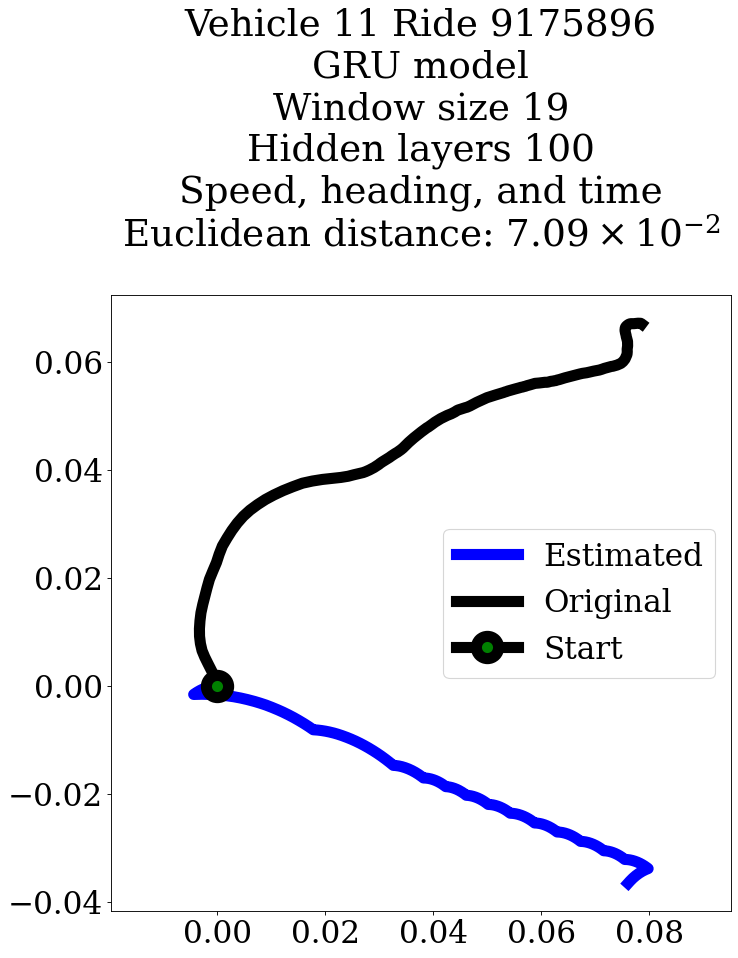 Vehicle 11 Ride 9175896
GRU model
Window size 19
Hidden layers 100
Speed, heading, and time
Euclidean distance: 7.09 × 10⁻²
0.06
0.04
Estimated
0.02
Original
Start
0.00
−0.02
−0.04
0.00 0.02 0.04 0.06 0.08